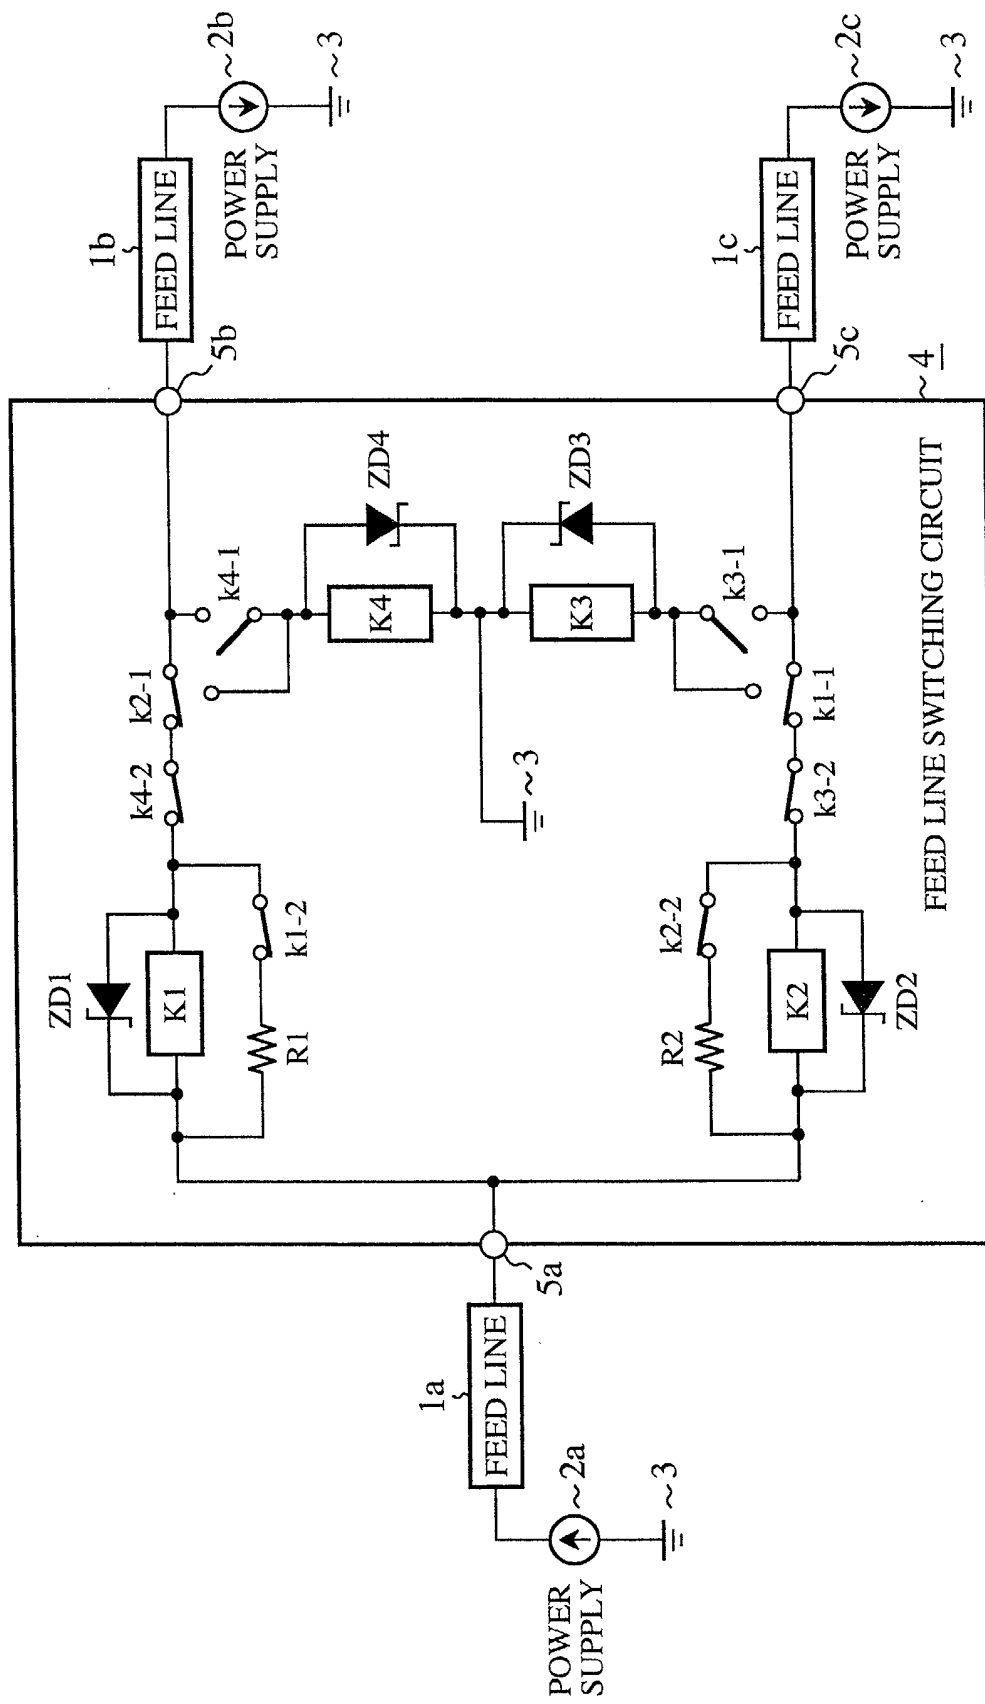 1a
FEED LINE
POWER
SUPPLY
2a
3
5a
ZD1
K1
R1
k1-2
k4-2
k2-1
k4-1
K4
ZD4
3
K3
ZD3
k3-1
k1-1
k3-2
k2-2
R2
K2
ZD2
FEED LINE SWITCHING CIRCUIT
4
5b
1b
FEED LINE
POWER
SUPPLY
2b
3
5c
1c
FEED LINE
POWER
SUPPLY
2c
3